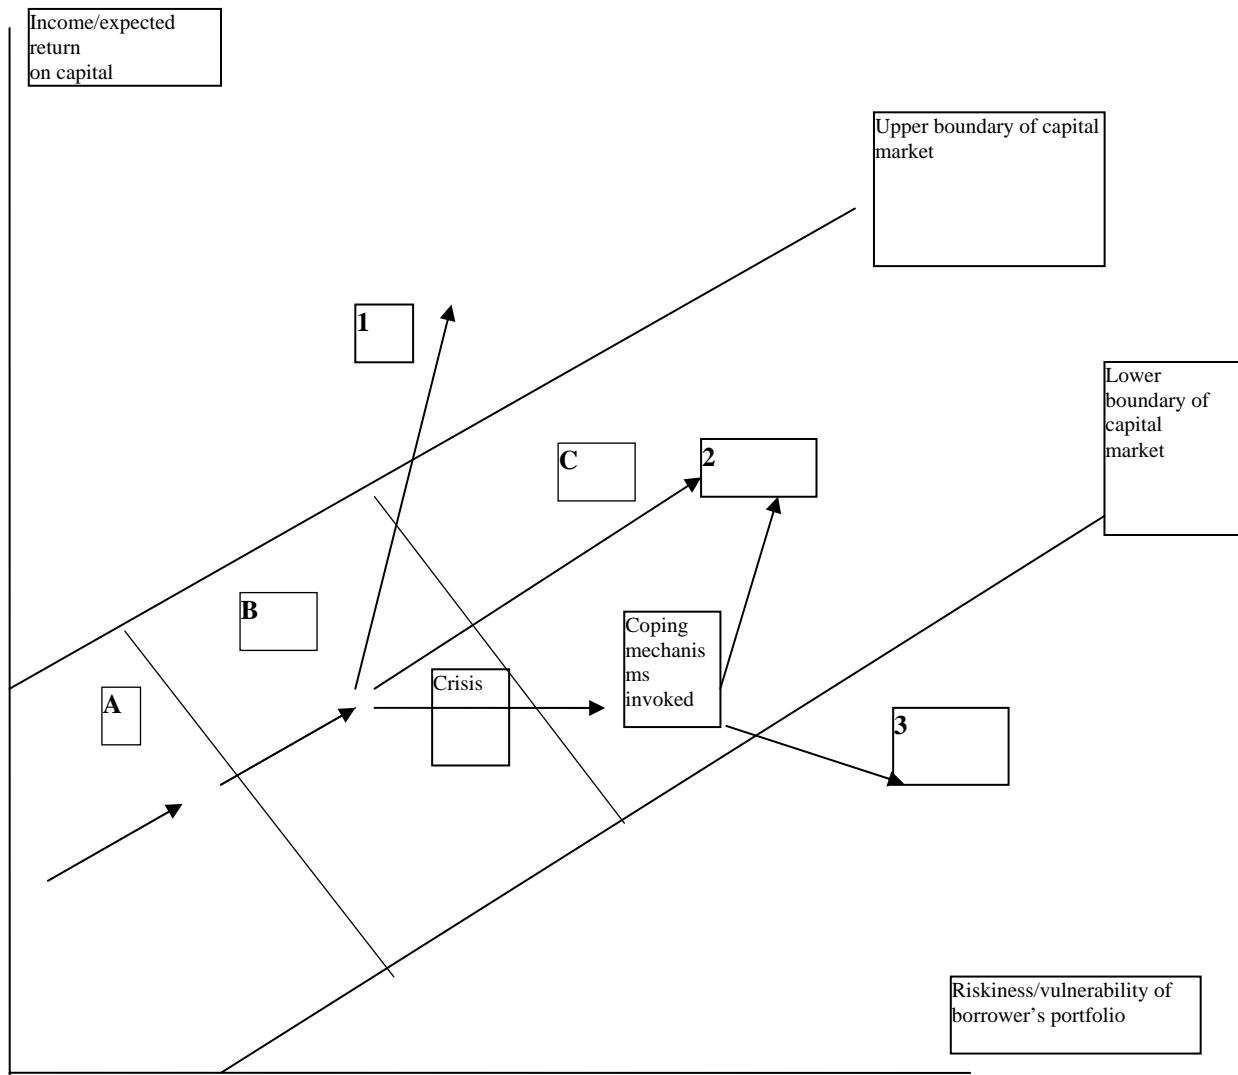 Income/expected
return
on capital
Upper boundary of capital
market
1
Lower
boundary of
capital
market
C
2
B
Coping
mechanis
ms
invoked
Crisis
A
3
Riskiness/vulnerability of
borrower’s portfolio